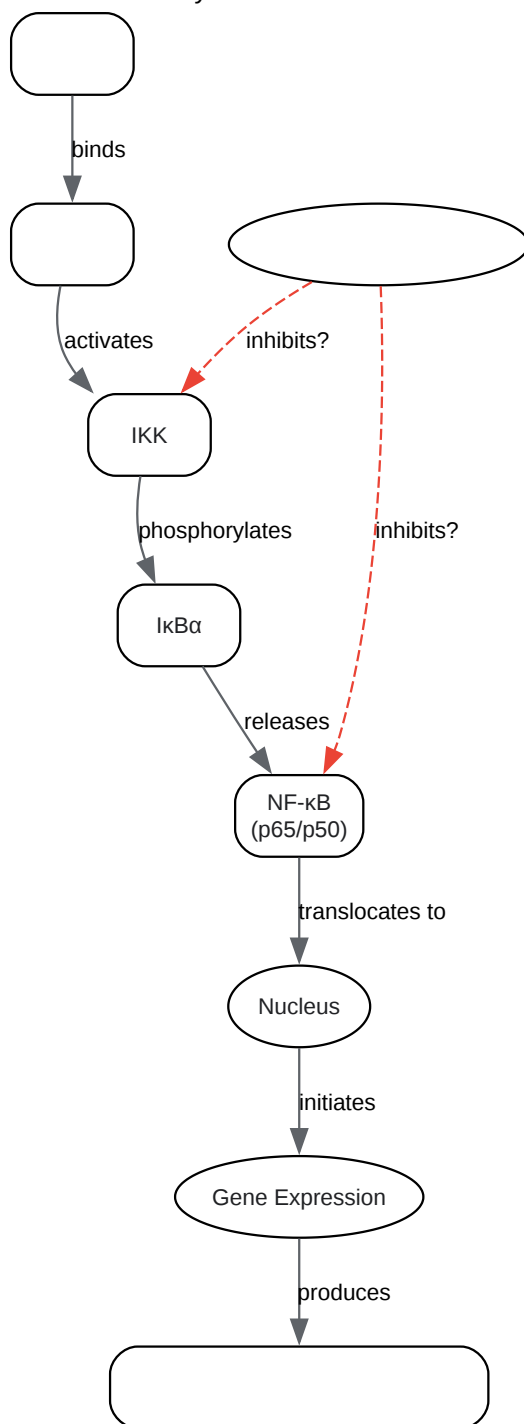 binds
activates
inhibits?
IKK
phosphorylates
inhibits?
IκBα
releases
NF-κB
(p65/p50)
translocates to
Nucleus
initiates
Gene Expression
produces